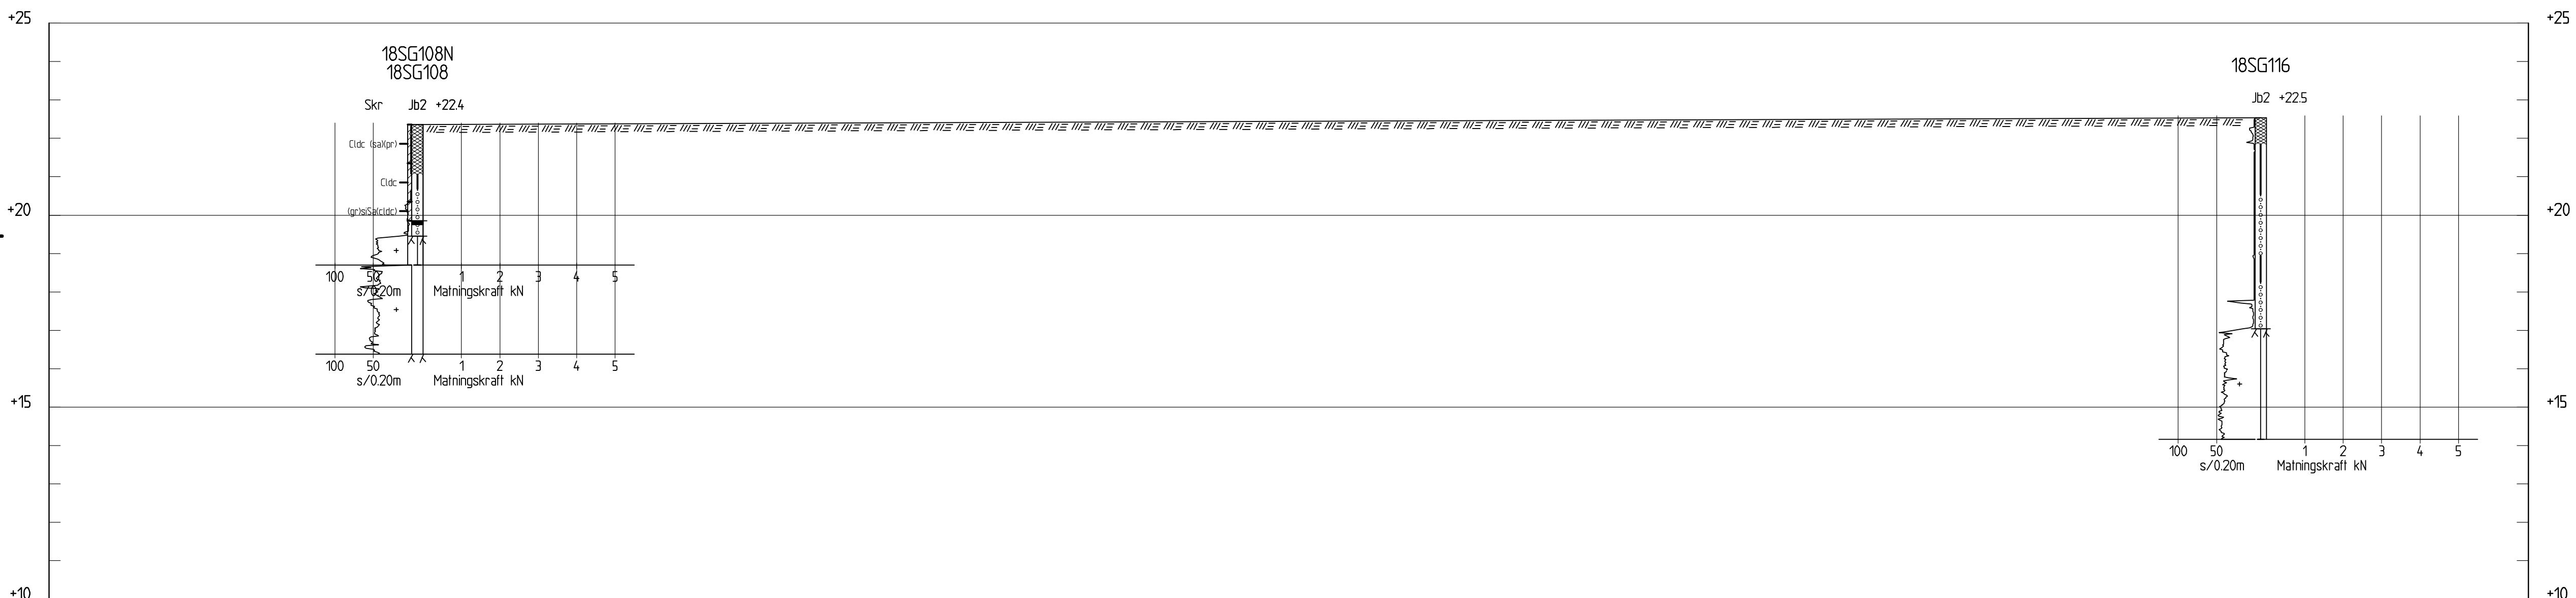 +25 +25
18SG108N
18SG108
18SG116
Skr Jb2 +22.4
Jb2 +22.5
Cldc (sa)(pr)
Cldc
(gr)siSa(cldc)
+20 +20
100 50 1 2 3 4 5
s/0.20m Matningskraft kN
100 50 1 2 3 4 5
s/0.20m Matningskraft kN
+15 +15
100 50 1 2 3 4 5
s/0.20m Matningskraft kN
+10 +10